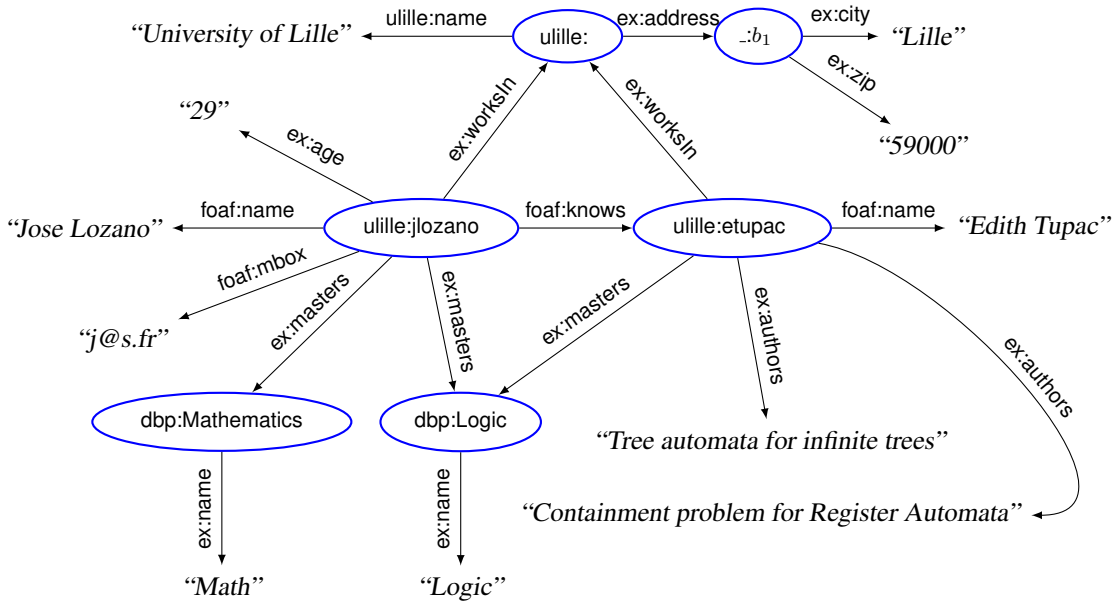 ulille:name
ex:address
ex:city
“University of Lille”
ulille:
_:b1
“Lille”
ex:zip
“29”
ex:age
ex:worksIn
ex:worksIn
“59000”
foaf:name
ulille:jlozano
foaf:knows
ulille:etupac
foaf:name
“Jose Lozano”
“Edith Tupac”
foaf:mbox
ex:masters
ex:masters
ex:masters
ex:authors
ex:authors
“j@s.fr”
dbp:Mathematics
dbp:Logic
“Tree automata for infinite trees”
ex:name
ex:name
“Containment problem for Register Automata”
“Math”
“Logic”